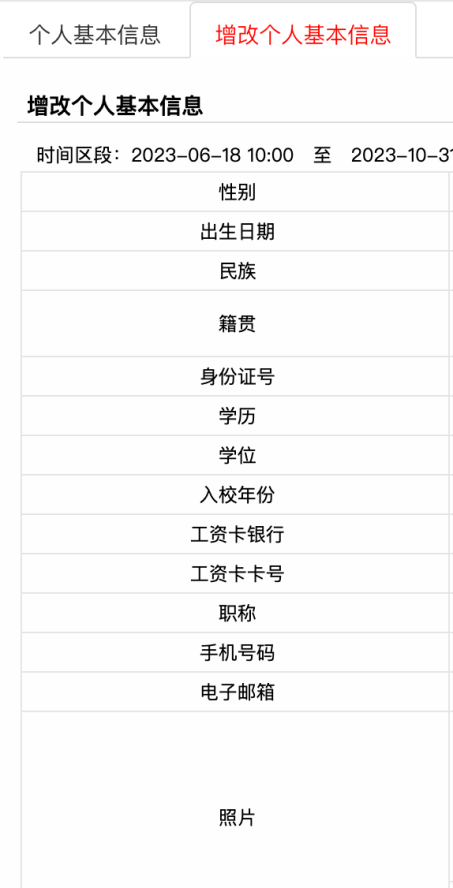 个人基本信息 增改个人基本信息
增改个人基本信息
时间区段：2023-06-18 10:00 至 2023-10-31
性别
出生日期
民族
籍贯
身份证号
学历
学位
入校年份
工资卡银行
工资卡卡号
职称
手机号码
电子邮箱
照片